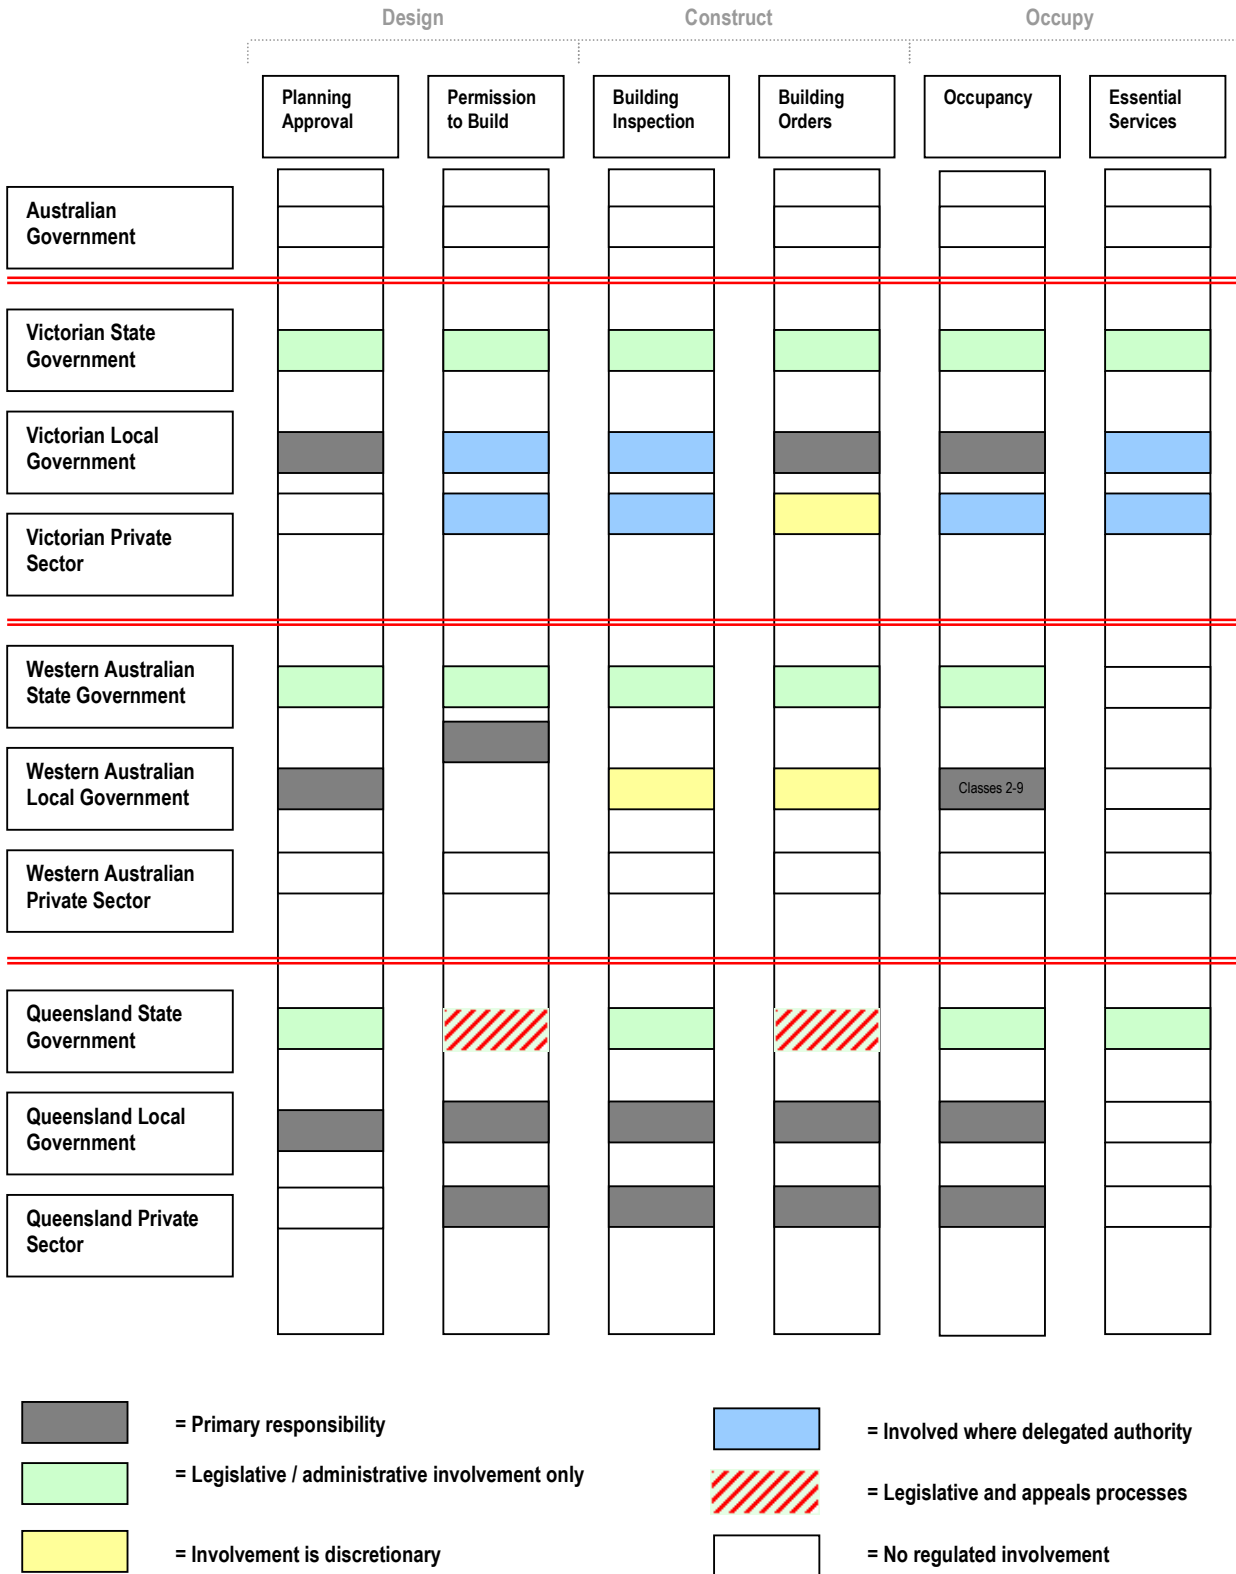 Design Construct Occupy
Planning Approval
Permission to Build
Building Inspection
Building Orders
Occupancy
Essential Services
Australian
Government
Victorian State
Government
Victorian Local
Government
Victorian Private
Sector
Western Australian
State Government
Western Australian
Local Government
Classes 2-9
Western Australian
Private Sector
Queensland State
Government
Queensland Local
Government
Queensland Private
Sector
= Primary responsibility
= Involved where delegated authority
= Legislative / administrative involvement only
= Legislative and appeals processes
= Involvement is discretionary
= No regulated involvement